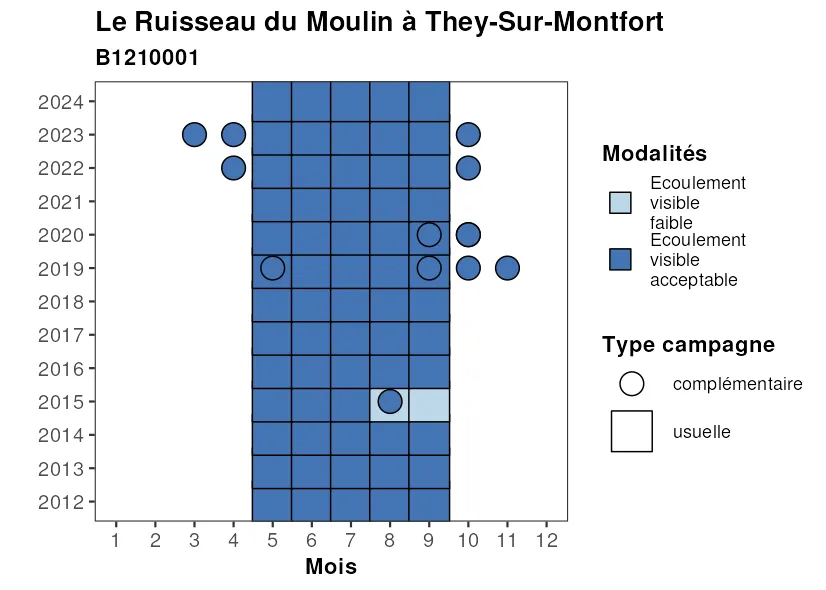 Le Ruisseau du Moulin à They-Sur-Montfort
B1210001
2024
2023
2022
2021
2020
2019
2018
2017
2016
2015
2014
2013
2012
1 2 3 4 5 6 7 8 9 10 11 12
Mois
Modalités
Ecoulement
visible
faible
Ecoulement
visible
acceptable
Type campagne
complémentaire
usuelle